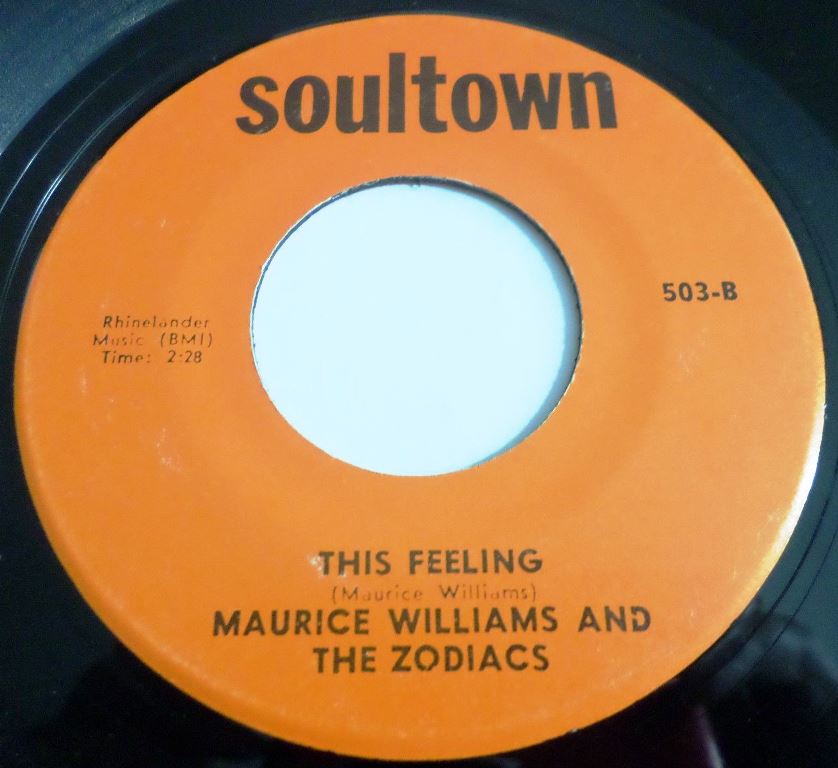 soultown
503-B
Rhinelander
Music (BMI)
Time: 2:28
THIS FEELING
(Maurice Williams)
MAURICE WILLIAMS AND
THE ZODIACS